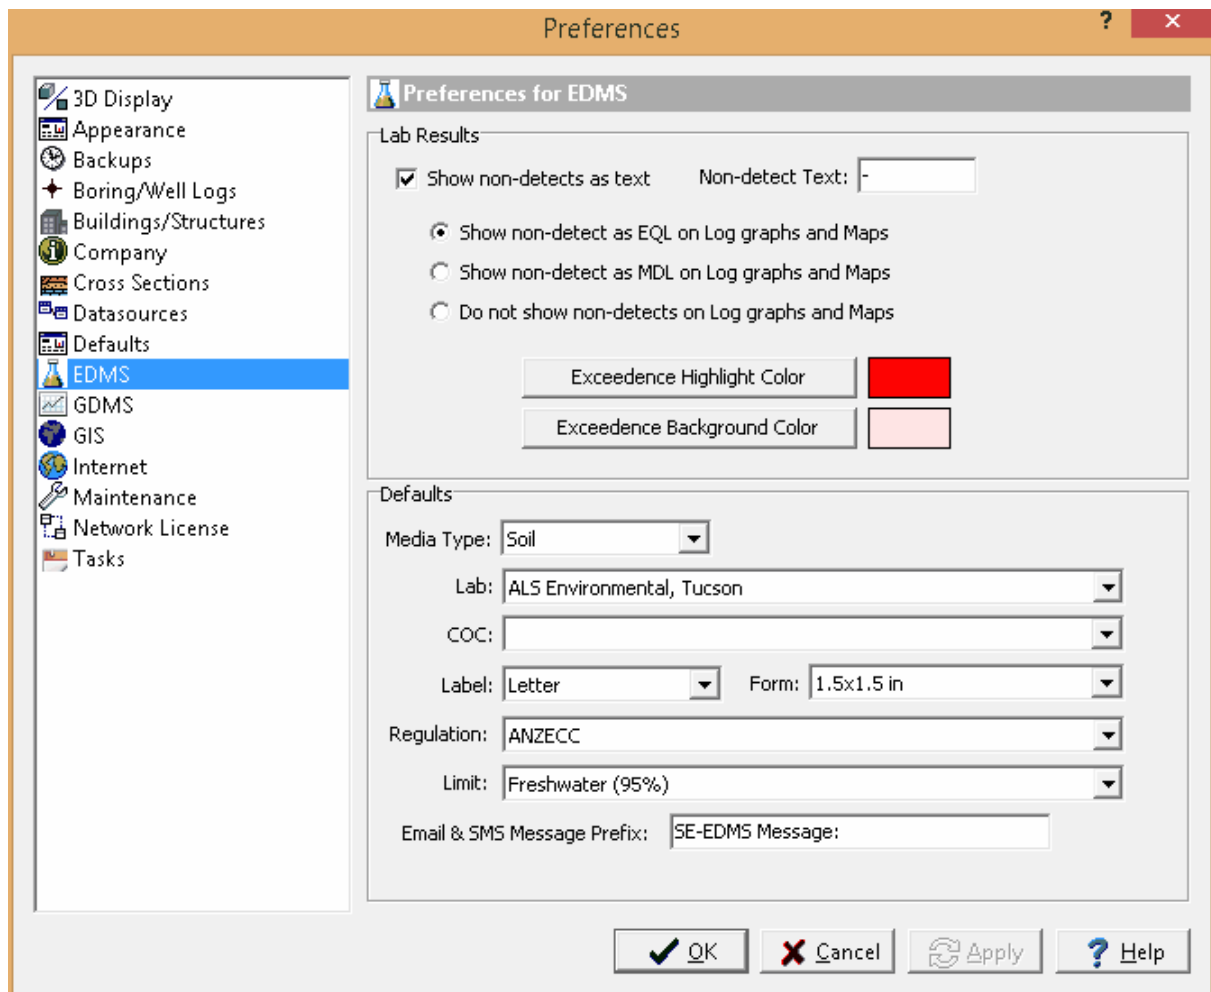 Preferences
?
3D Display
Appearance
Backups
Boring/Well Logs
Buildings/Structures
Company
Cross Sections
Datasources
Defaults
EDMS
GDMS
GIS
Internet
Maintenance
Network License
Tasks
Preferences for EDMS
Lab Results
Show non-detects as text Non-detect Text: -
Show non-detect as EQL on Log graphs and Maps
Show non-detect as MDL on Log graphs and Maps
Do not show non-detects on Log graphs and Maps
Exceedence Highlight Color
Exceedence Background Color
Defaults
Media Type: Soil
Lab: ALS Environmental, Tucson
COC:
Label: Letter Form: 1.5x1.5 in
Regulation: ANZECC
Limit: Freshwater (95%)
Email & SMS Message Prefix: SE-EDMS Message:
OK Cancel Apply ? Help